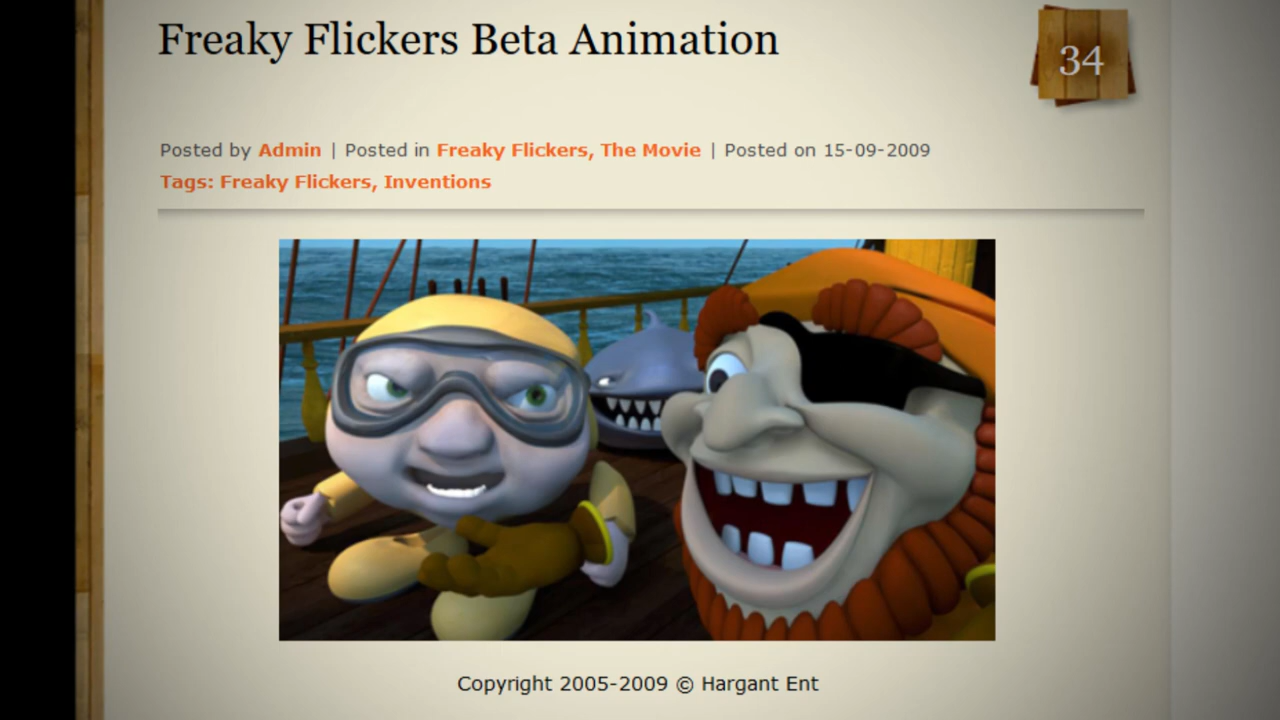 Freaky Flickers Beta Animation
34
Posted by Admin | Posted in Freaky Flickers, The Movie | Posted on 15-09-2009
Tags: Freaky Flickers, Inventions
Copyright 2005-2009 © Hargant Ent